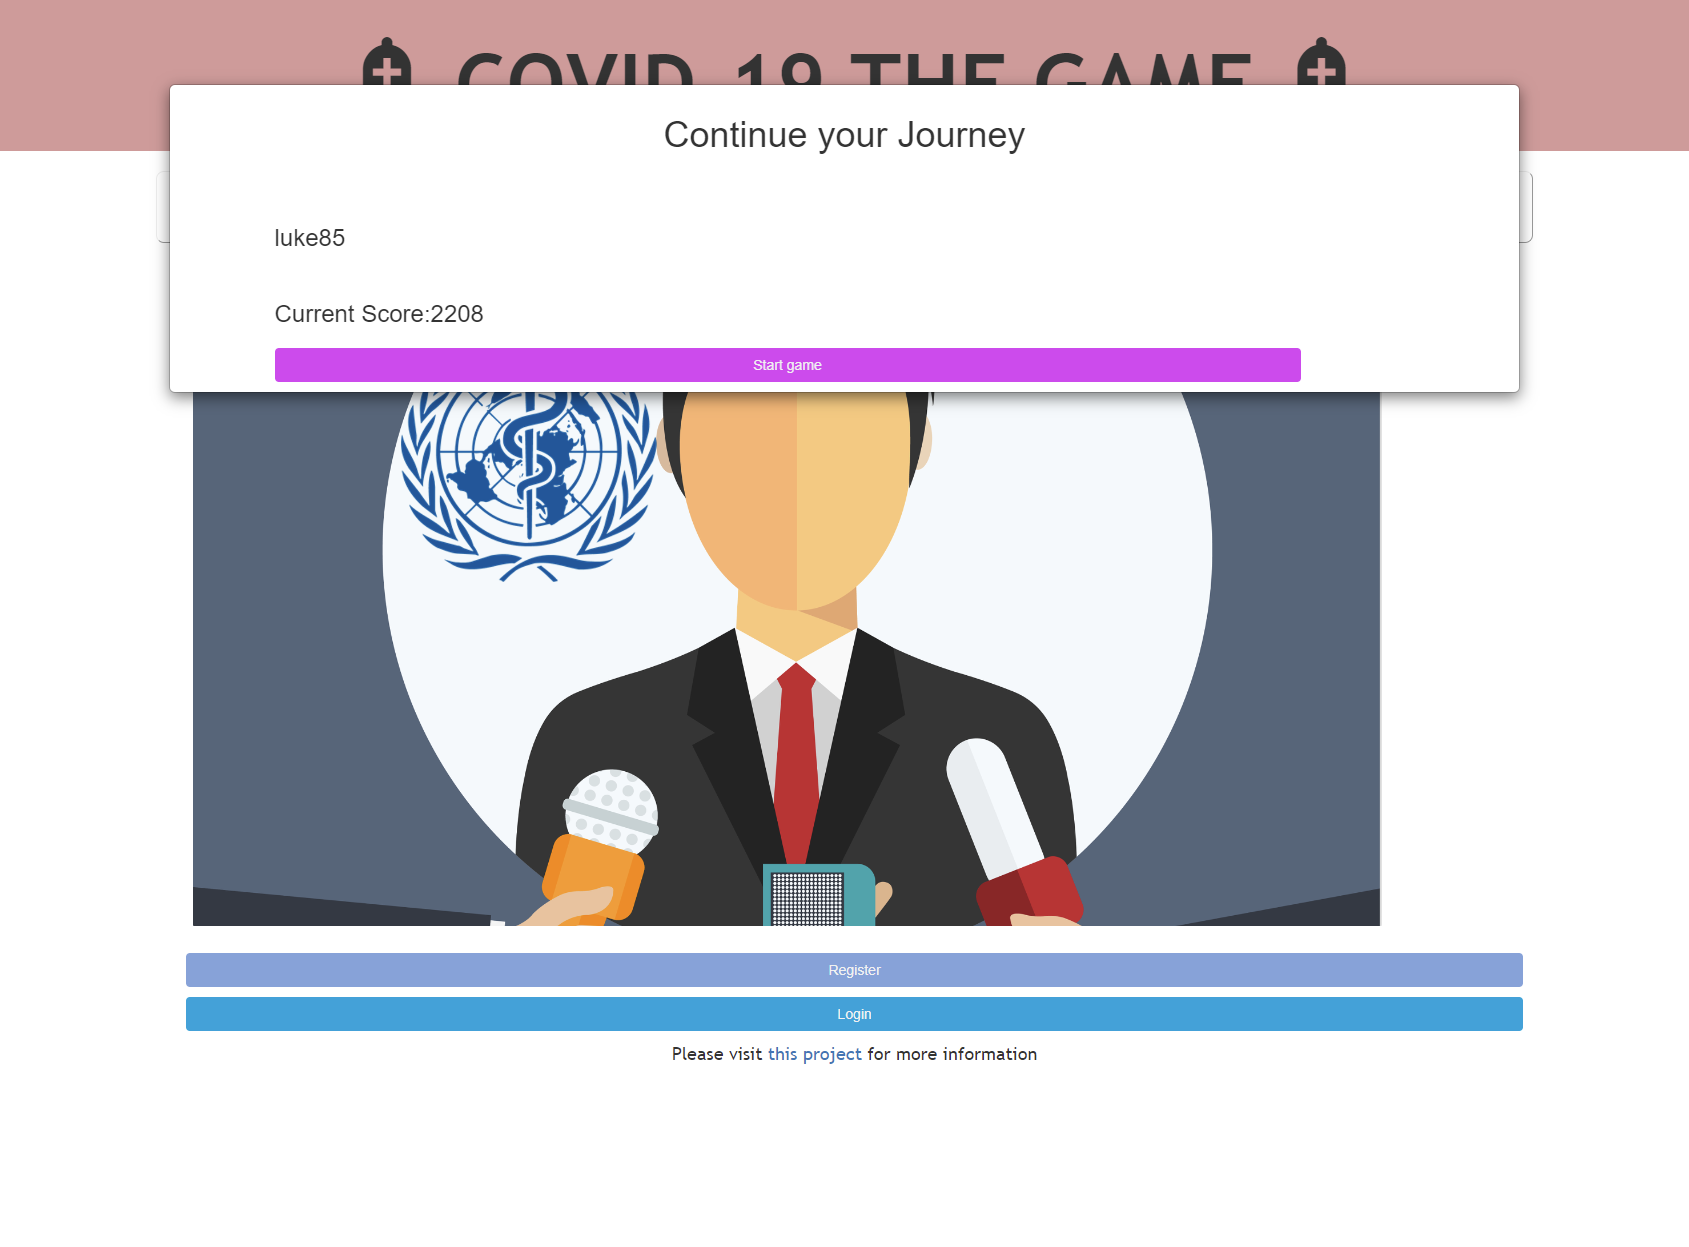 COVID-19 THE GAME
Continue your Journey
luke85
Current Score:2208
Start game
Register
Login
Please visit this project for more information